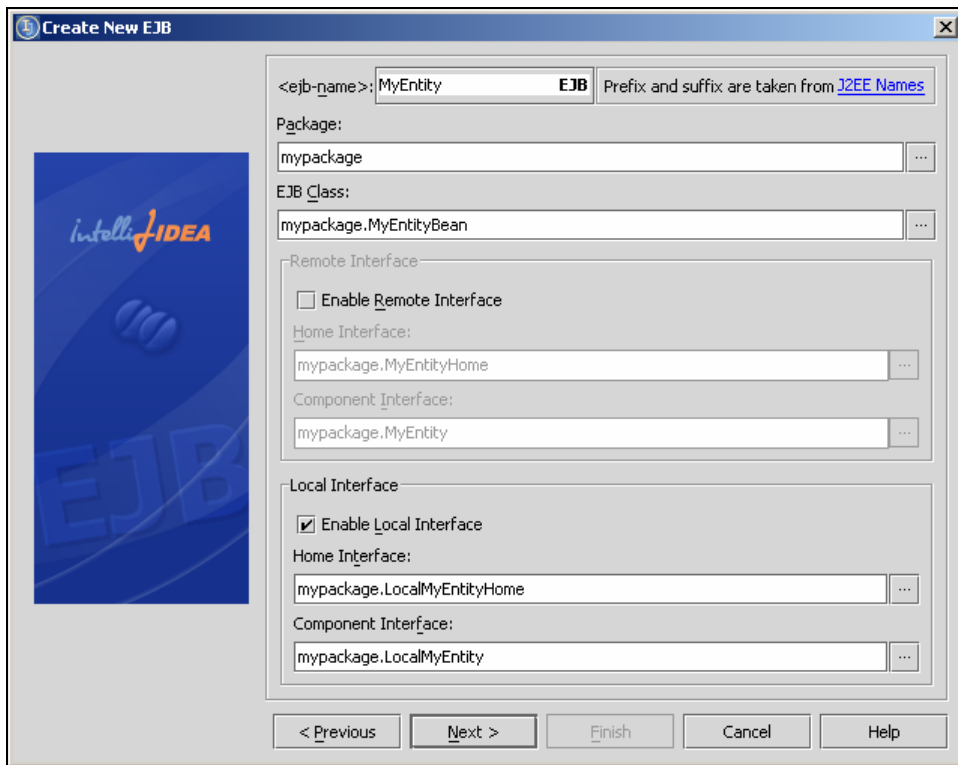 Create New EJB
<ejb-name>: MyEntity EJB Prefix and suffix are taken from J2EE Names
Package:
mypackage
...
EJB Class:
mypackage.MyEntityBean
...
intelliJ IDEA
EJB
Remote Interface
Enable Remote Interface
Home Interface:
mypackage.MyEntityHome
...
Component Interface:
mypackage.MyEntity
...
Local Interface
Enable Local Interface
Home Interface:
mypackage.LocalMyEntityHome
...
Component Interface:
mypackage.LocalMyEntity
...
< Previous Next > Finish Cancel Help